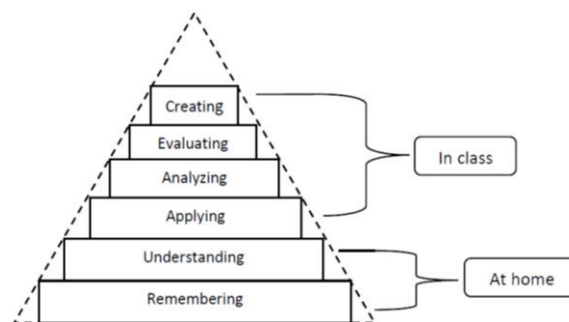 Creating
Evaluating
In class
Analyzing
Applying
Understanding
At home
Remembering